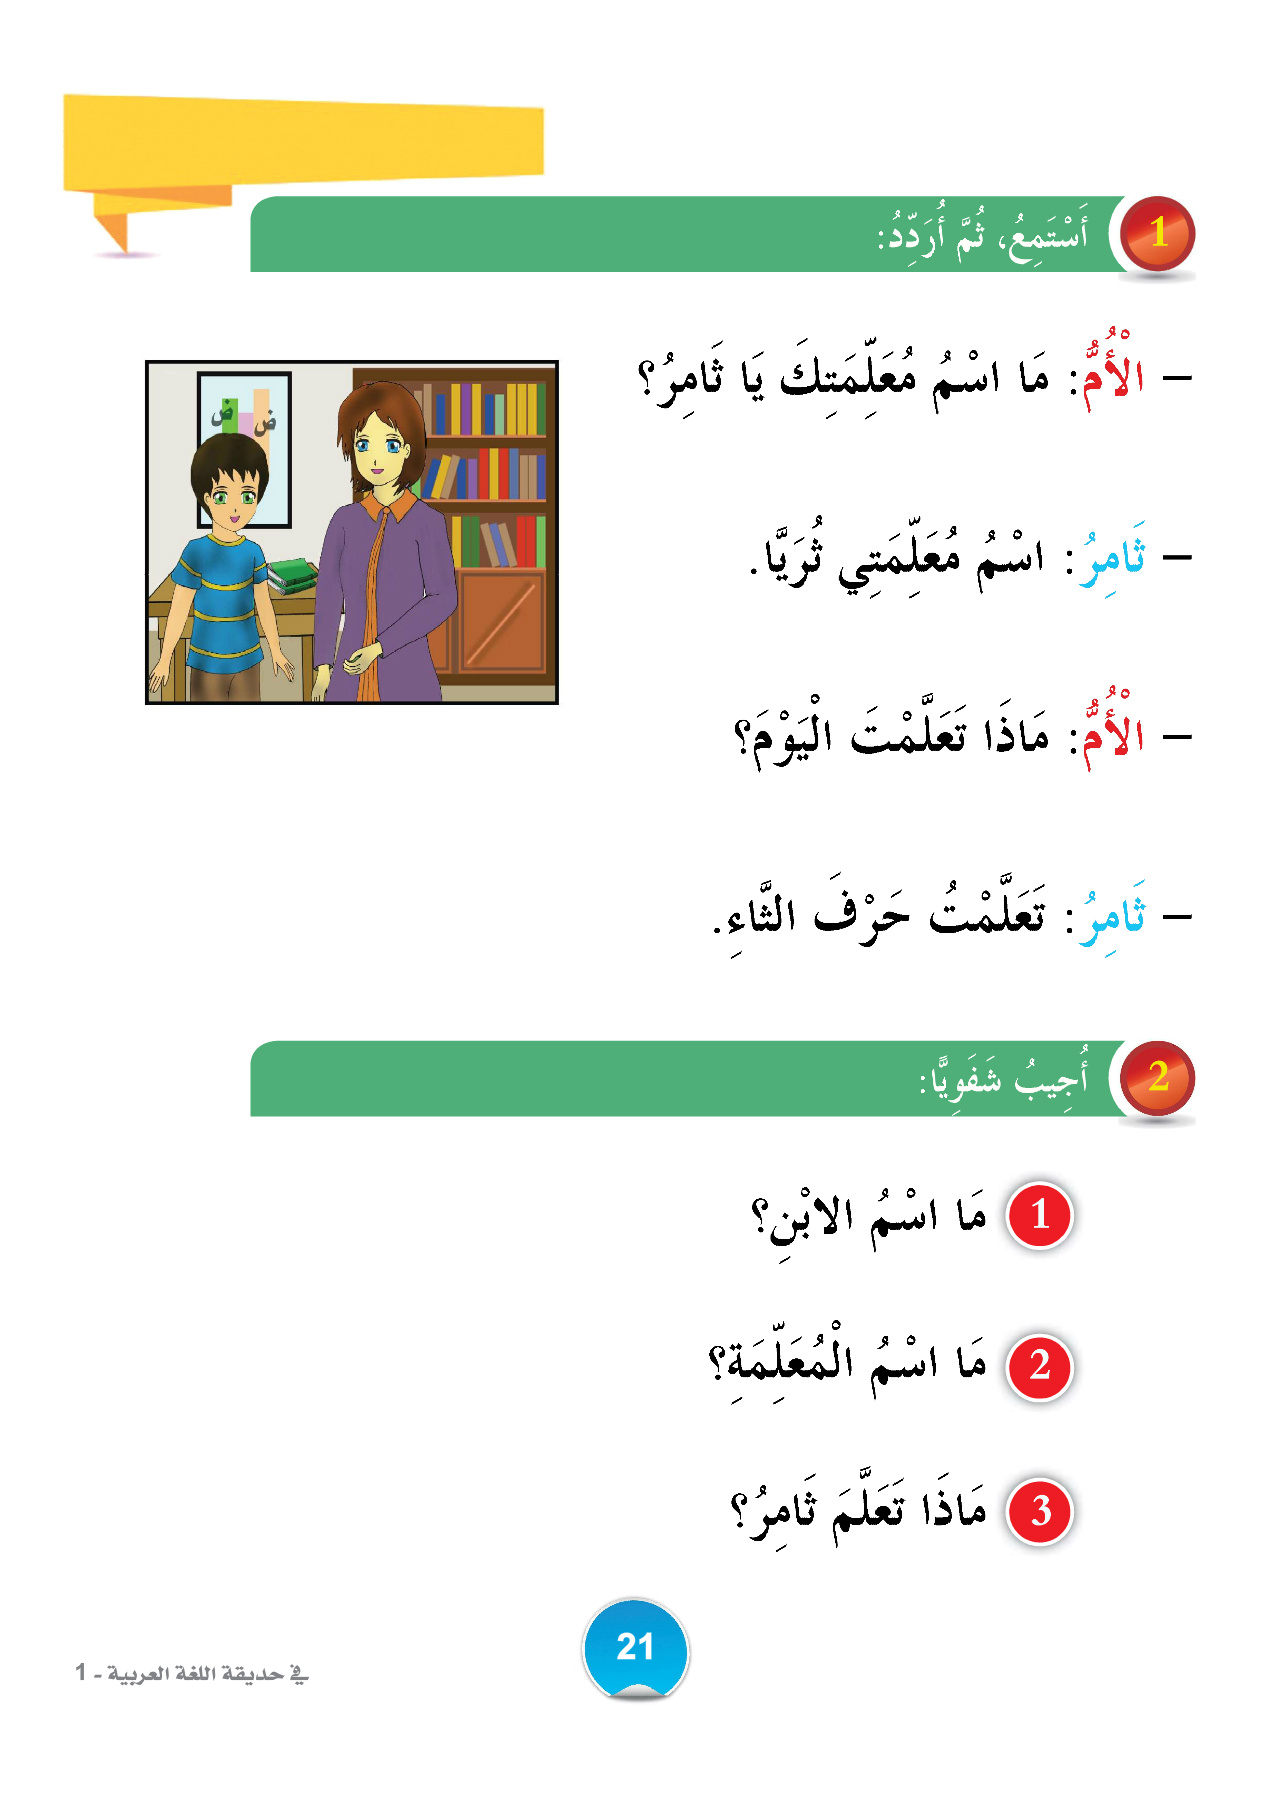 1 أَسْتَمِعُ، ثُمَّ أُرَدِّدُ:
– الْأُمُّ: مَا اسْمُ مُعَلِّمَتِكَ يَا ثَامِرُ؟
ض ض
– ثَامِرُ: اسْمُ مُعَلِّمَتِي ثُرَيَّا.
– الْأُمُّ: مَاذَا تَعَلَّمْتَ الْيَوْمَ؟
– ثَامِرُ: تَعَلَّمْتُ حَرْفَ الثَّاءِ.
2 أُجِيبُ شَفَوِيًّا:
1 مَا اسْمُ الابْنِ؟
2 مَا اسْمُ الْمُعَلِّمَةِ؟
3 مَاذَا تَعَلَّمَ ثَامِرُ؟
21
في حديقة اللغة العربية - 1